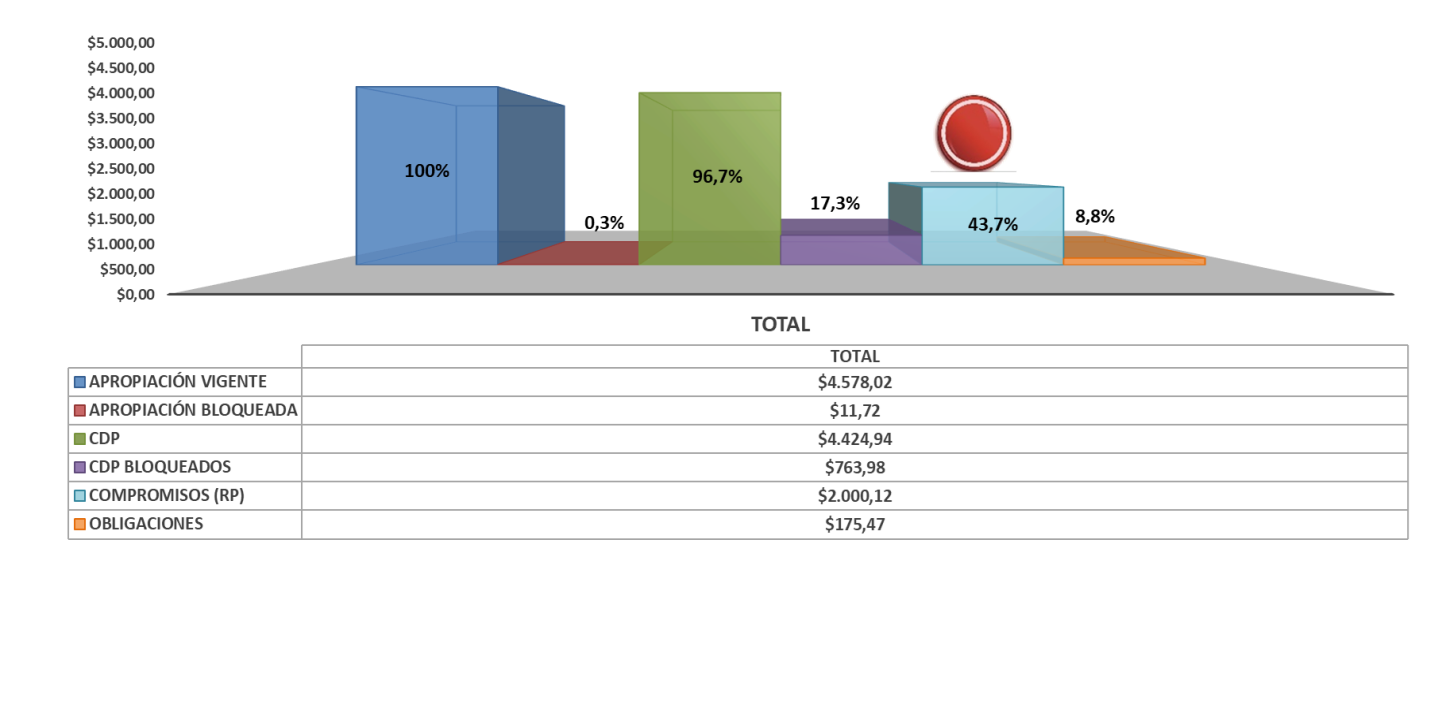 $5.000,00
$4.500,00
$4.000,00
$3.500,00
$3.000,00
$2.500,00
$2.000,00
$1.500,00
$1.000,00
$500,00
$0,00
100%
0,3%
96,7%
17,3%
43,7%
8,8%
TOTAL
TOTAL
APROPIACIÓN VIGENTE $4.578,02
APROPIACIÓN BLOQUEADA $11,72
CDP $4.424,94
CDP BLOQUEADOS $763,98
COMPROMISOS (RP) $2.000,12
OBLIGACIONES $175,47